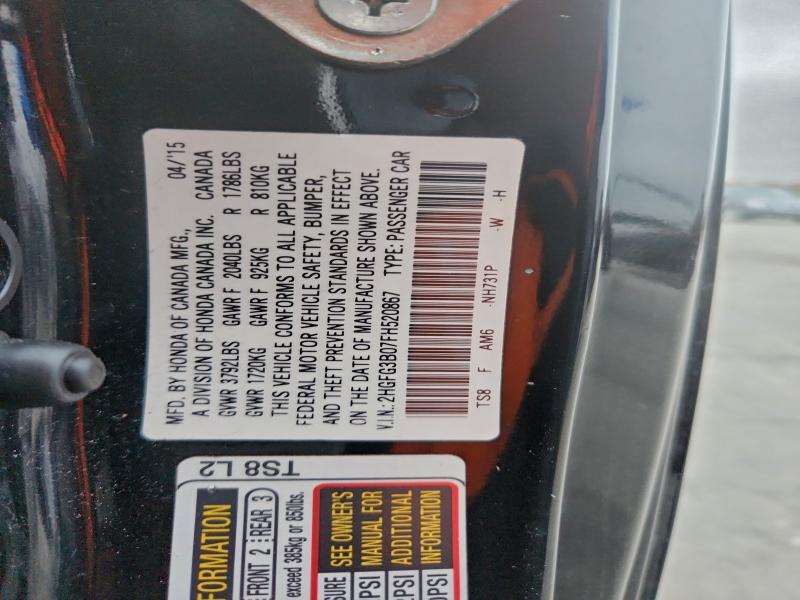 MFD. BY HONDA OF CANADA MFG., 04/'15
A DIVISION OF HONDA CANADA INC. CANADA
GVWR 3792LBS GAWR F 2040LBS R 1786LBS
GVWR 1720KG GAWR F 925KG R 810KG
THIS VEHICLE CONFORMS TO ALL APPLICABLE
FEDERAL MOTOR VEHICLE SAFETY, BUMPER,
AND THEFT PREVENTION STANDARDS IN EFFECT
ON THE DATE OF MANUFACTURE SHOWN ABOVE.
V.I.N.: 2HGFG3B07FH520867 TYPE: PASSENGER CAR
TS8 F AM6 -NH731P -W -H
TS8 L2
FORMATION
FRONT 2 REAR 3
exceed 385kg or 850lbs.
SEE OWNER'S
MANUAL FOR
ADDITIONAL
INFORMATION